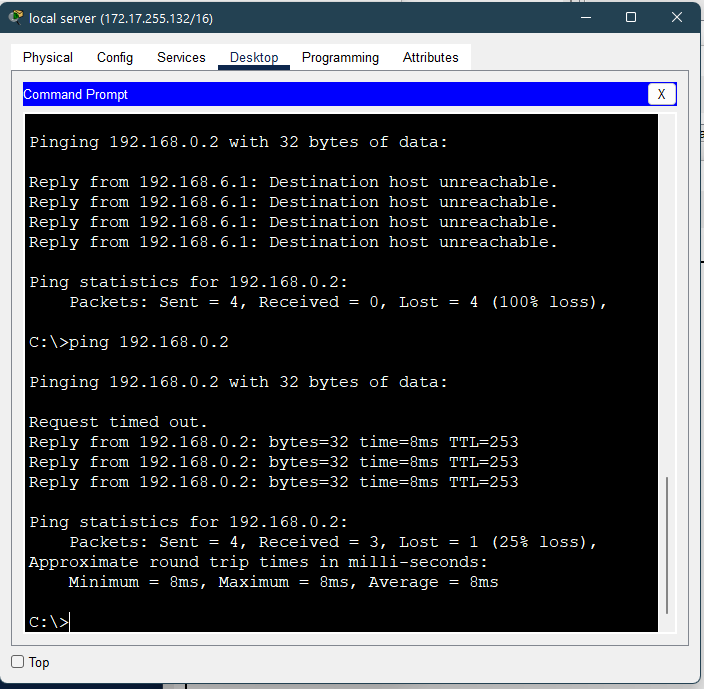 local server (172.17.255.132/16)
Physical Config Services Desktop Programming Attributes
Command Prompt
X
Pinging 192.168.0.2 with 32 bytes of data:
Reply from 192.168.6.1: Destination host unreachable.
Reply from 192.168.6.1: Destination host unreachable.
Reply from 192.168.6.1: Destination host unreachable.
Reply from 192.168.6.1: Destination host unreachable.
Ping statistics for 192.168.0.2:
    Packets: Sent = 4, Received = 0, Lost = 4 (100% loss),
C:\>ping 192.168.0.2
Pinging 192.168.0.2 with 32 bytes of data:
Request timed out.
Reply from 192.168.0.2: bytes=32 time=8ms TTL=253
Reply from 192.168.0.2: bytes=32 time=8ms TTL=253
Reply from 192.168.0.2: bytes=32 time=8ms TTL=253
Ping statistics for 192.168.0.2:
    Packets: Sent = 4, Received = 3, Lost = 1 (25% loss),
Approximate round trip times in milli-seconds:
    Minimum = 8ms, Maximum = 8ms, Average = 8ms
C:\>
Top